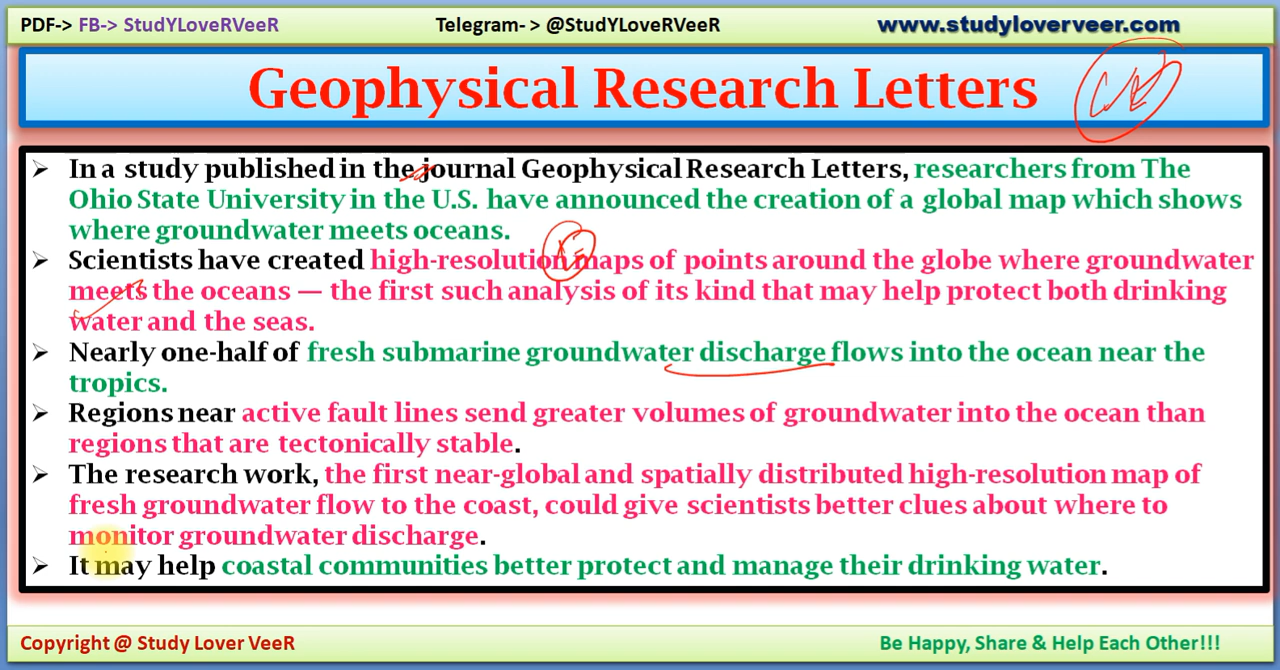 PDF-> FB-> StudYLoveRVeeR Telegram- > @StudYLoveRVeeR www.studyloverveer.com
Geophysical Research Letters
➢ In a study published in the journal Geophysical Research Letters, researchers from The
Ohio State University in the U.S. have announced the creation of a global map which shows
where groundwater meets oceans.
➢ Scientists have created high-resolution maps of points around the globe where groundwater
meets the oceans — the first such analysis of its kind that may help protect both drinking
water and the seas.
➢ Nearly one-half of fresh submarine groundwater discharge flows into the ocean near the
tropics.
➢ Regions near active fault lines send greater volumes of groundwater into the ocean than
regions that are tectonically stable.
➢ The research work, the first near-global and spatially distributed high-resolution map of
fresh groundwater flow to the coast, could give scientists better clues about where to
monitor groundwater discharge.
➢ It may help coastal communities better protect and manage their drinking water.
Copyright @ Study Lover VeeR Be Happy, Share & Help Each Other!!!